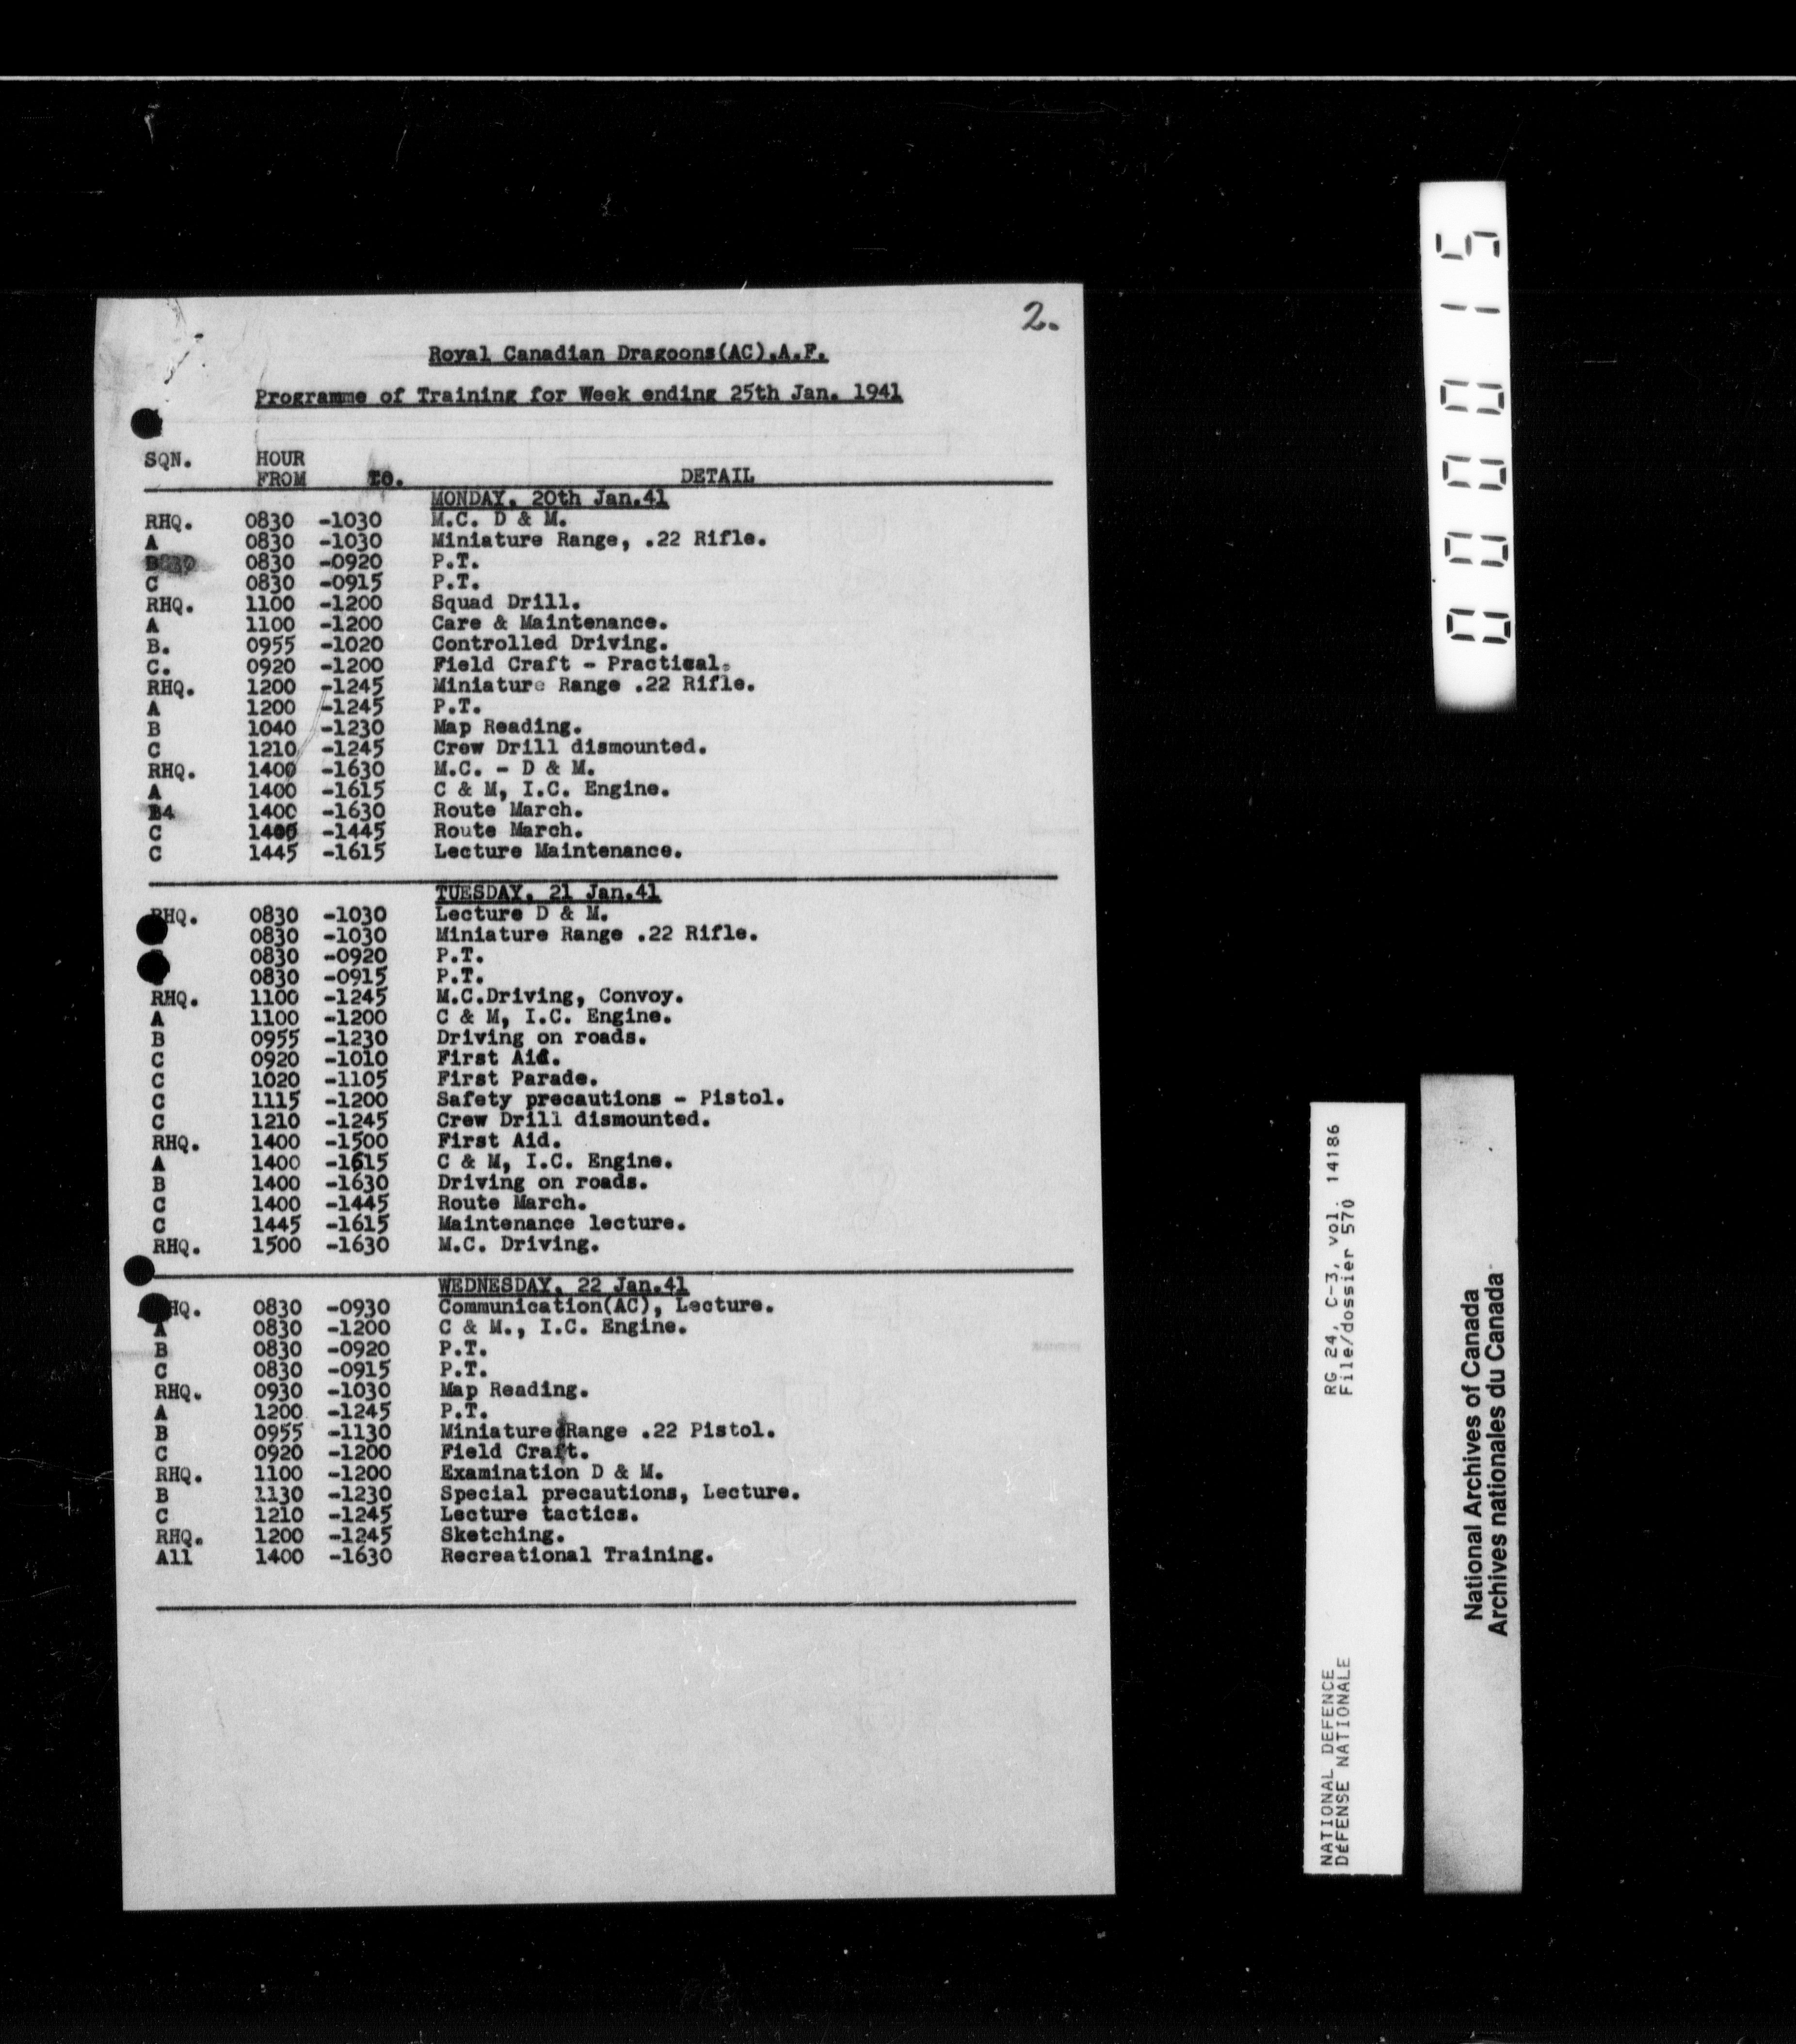 2.
Royal Canadian Dragoons(AC).A.F.
Programme of Training for Week ending 25th Jan. 1941
SQN. HOUR
FROM TO. DETAIL
MONDAY, 20th Jan.41
RHQ. 0830 -1030 M.C. D & M.
A 0830 -1030 Miniature Range, .22 Rifle.
B 0830 -0920 P.T.
C 0830 -0915 P.T.
RHQ. 1100 -1200 Squad Drill.
A 1100 -1200 Care & Maintenance.
B. 0955 -1020 Controlled Driving.
C. 0920 -1200 Field Craft - Practical.
RHQ. 1200 -1245 Miniature Range .22 Rifle.
A 1200 -1245 P.T.
B 1040 -1230 Map Reading.
C 1210 -1245 Crew Drill dismounted.
RHQ. 1400 -1630 M.C. - D & M.
A 1400 -1615 C & M, I.C. Engine.
B4 1400 -1630 Route March.
C 1400 -1445 Route March.
C 1445 -1615 Lecture Maintenance.
TUESDAY, 21 Jan.41
RHQ. 0830 -1030 Lecture D & M.
0830 -1030 Miniature Range .22 Rifle.
0830 -0920 P.T.
0830 -0915 P.T.
RHQ. 1100 -1245 M.C.Driving, Convoy.
A 1100 -1200 C & M, I.C. Engine.
B 0955 -1230 Driving on roads.
C 0920 -1010 First Aid.
C 1020 -1105 First Parade.
C 1115 -1200 Safety precautions - Pistol.
C 1210 -1245 Crew Drill dismounted.
RHQ. 1400 -1500 First Aid.
A 1400 -1615 C & M, I.C. Engine.
B 1400 -1630 Driving on roads.
C 1400 -1445 Route March.
C 1445 -1615 Maintenance lecture.
RHQ. 1500 -1630 M.C. Driving.
WEDNESDAY, 22 Jan.41
RHQ. 0830 -0930 Communication(AC), Lecture.
A 0830 -1200 C & M., I.C. Engine.
B 0830 -0920 P.T.
C 0830 -0915 P.T.
RHQ. 0930 -1030 Map Reading.
A 1200 -1245 P.T.
B 0955 -1130 Miniature Range .22 Pistol.
C 0920 -1200 Field Craft.
RHQ. 1100 -1200 Examination D & M.
B 1130 -1230 Special precautions, Lecture.
C 1210 -1245 Lecture tactics.
RHQ. 1200 -1245 Sketching.
All 1400 -1630 Recreational Training.
000015
NATIONAL DEFENCE RG 24, C-3, vol. 14186
DéFENSE NATIONALE File/dossier 570
National Archives of Canada
Archives nationales du Canada